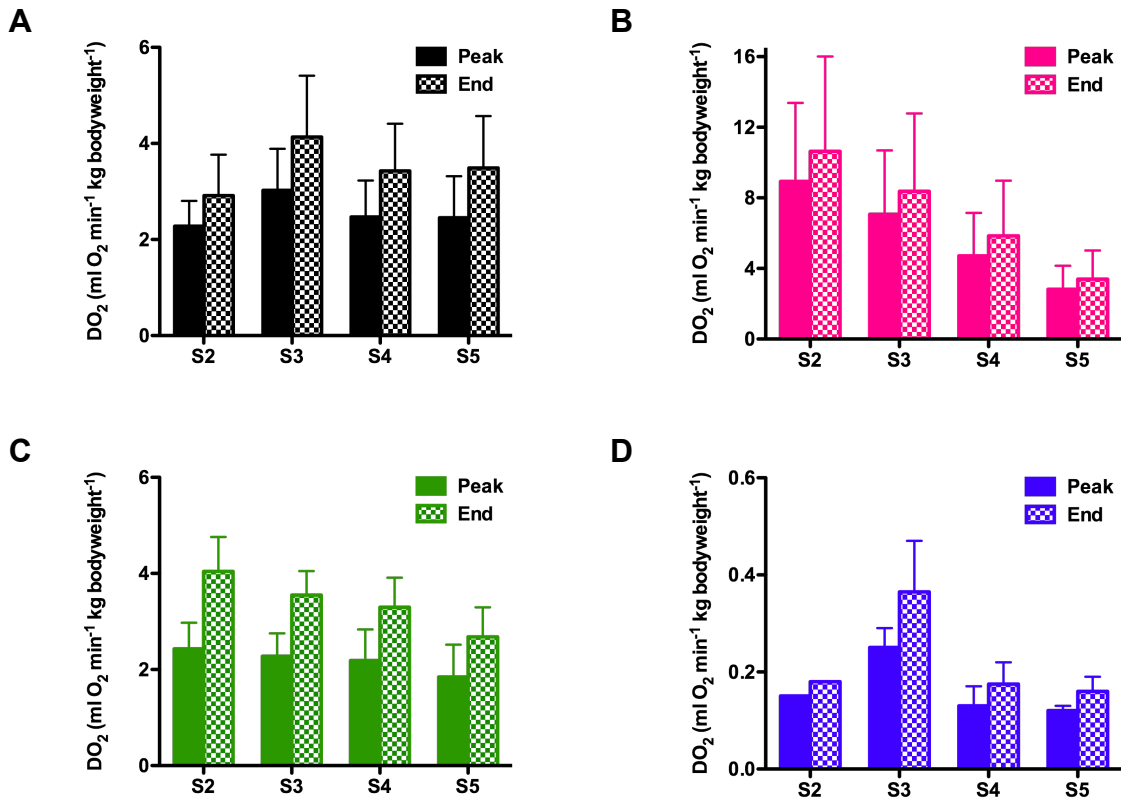 A
DO₂ (ml O₂ min⁻¹ kg bodyweight⁻¹)
6
4
2
0
Peak
End
S2 S3 S4 S5
B
DO₂ (ml O₂ min⁻¹ kg bodyweight⁻¹)
16
12
8
4
0
Peak
End
S2 S3 S4 S5
C
DO₂ (ml O₂ min⁻¹ kg bodyweight⁻¹)
6
4
2
0
Peak
End
S2 S3 S4 S5
D
DO₂ (ml O₂ min⁻¹ kg bodyweight⁻¹)
0.6
0.4
0.2
0.0
Peak
End
S2 S3 S4 S5